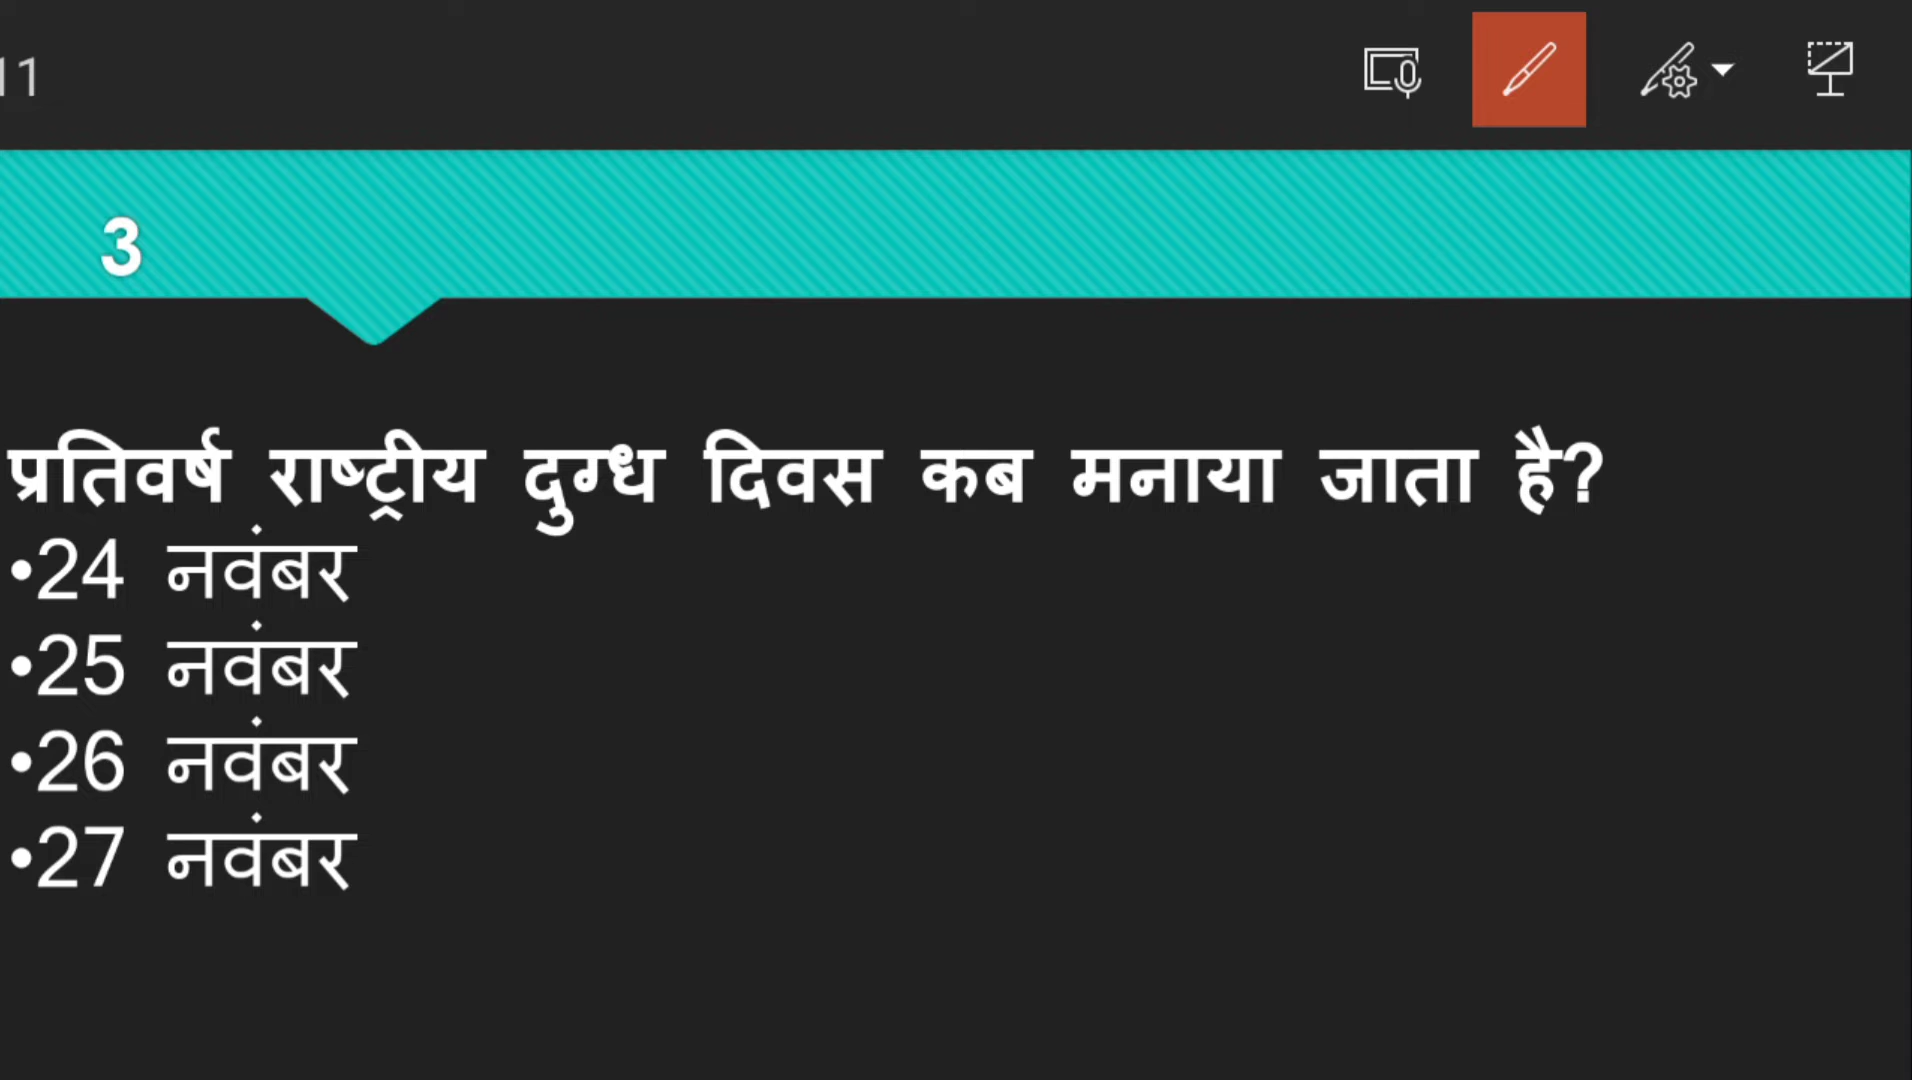 11
3
प्रतिवर्ष राष्ट्रीय दुग्ध दिवस कब मनाया जाता है?
•24 नवंबर
•25 नवंबर
•26 नवंबर
•27 नवंबर